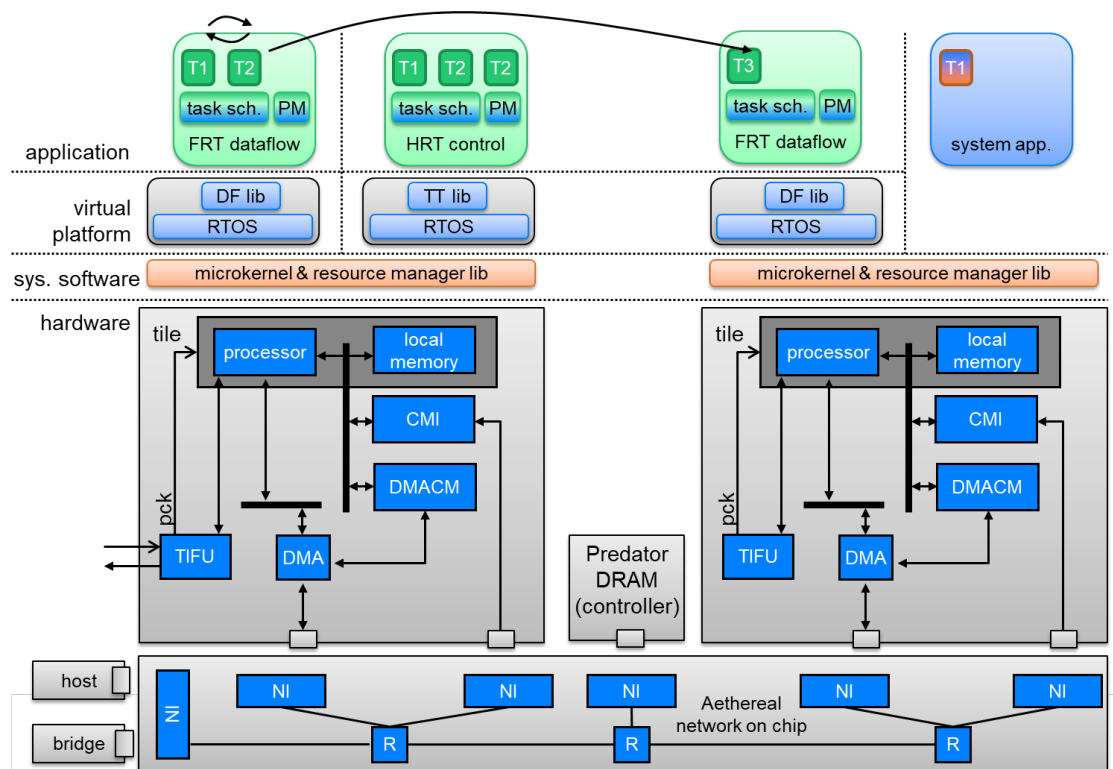 T1 T2
task sch. PM
FRT dataflow
T1 T2 T2
task sch. PM
HRT control
T3
task sch. PM
FRT dataflow
T1
system app.
application
virtual
platform
DF lib
RTOS
TT lib
RTOS
DF lib
RTOS
sys. software
microkernel & resource manager lib
microkernel & resource manager lib
hardware
tile
processor
local
memory
CMI
DMACM
pck
TIFU
DMA
Predator
DRAM
(controller)
tile
processor
local
memory
CMI
DMACM
pck
TIFU
DMA
host
bridge
NI
NI
NI
NI
NI
NI
Aethereal
network on chip
R
R
R